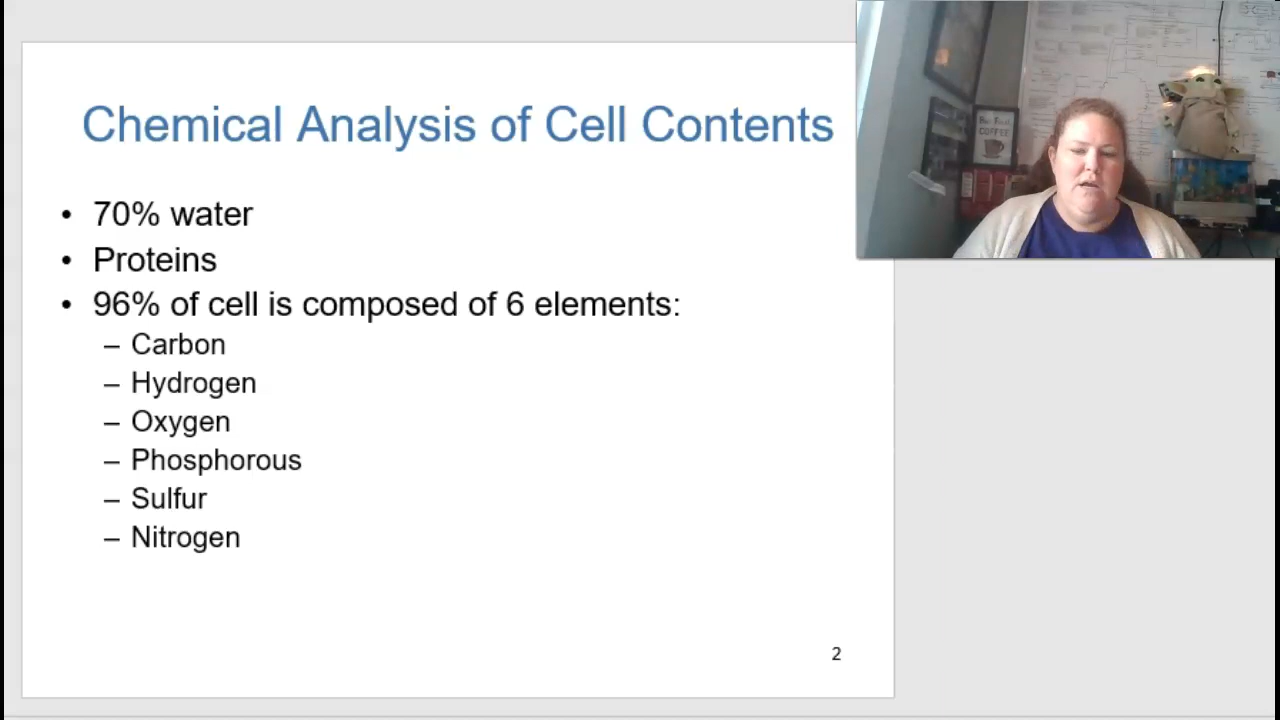 Chemical Analysis of Cell Contents
• 70% water
• Proteins
• 96% of cell is composed of 6 elements:
– Carbon
– Hydrogen
– Oxygen
– Phosphorous
– Sulfur
– Nitrogen
2
COFFEE